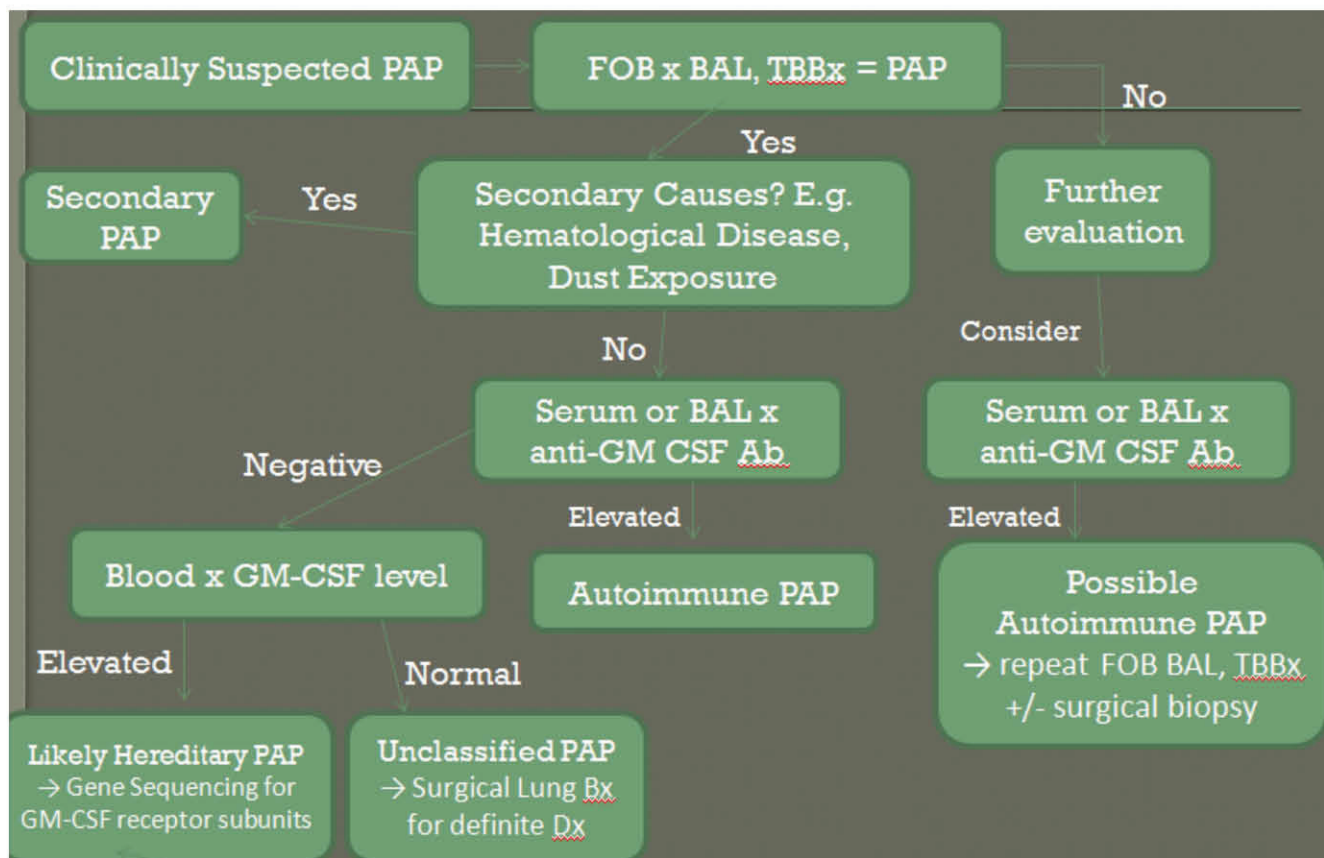 Clinically Suspected PAP
FOB x BAL, TBBx = PAP
No
Yes
Secondary
PAP
Yes
Secondary Causes? E.g.
Hematological Disease,
Dust Exposure
Further
evaluation
No
Consider
Serum or BAL x
anti-GM CSF Ab
Serum or BAL x
anti-GM CSF Ab
Negative
Elevated
Elevated
Blood x GM-CSF level
Autoimmune PAP
Possible
Autoimmune PAP
→ repeat FOB BAL, TBBx
+/- surgical biopsy
Elevated
Normal
Likely Hereditary PAP
→ Gene Sequencing for
GM-CSF receptor subunits
Unclassified PAP
→ Surgical Lung Bx
for definite Dx